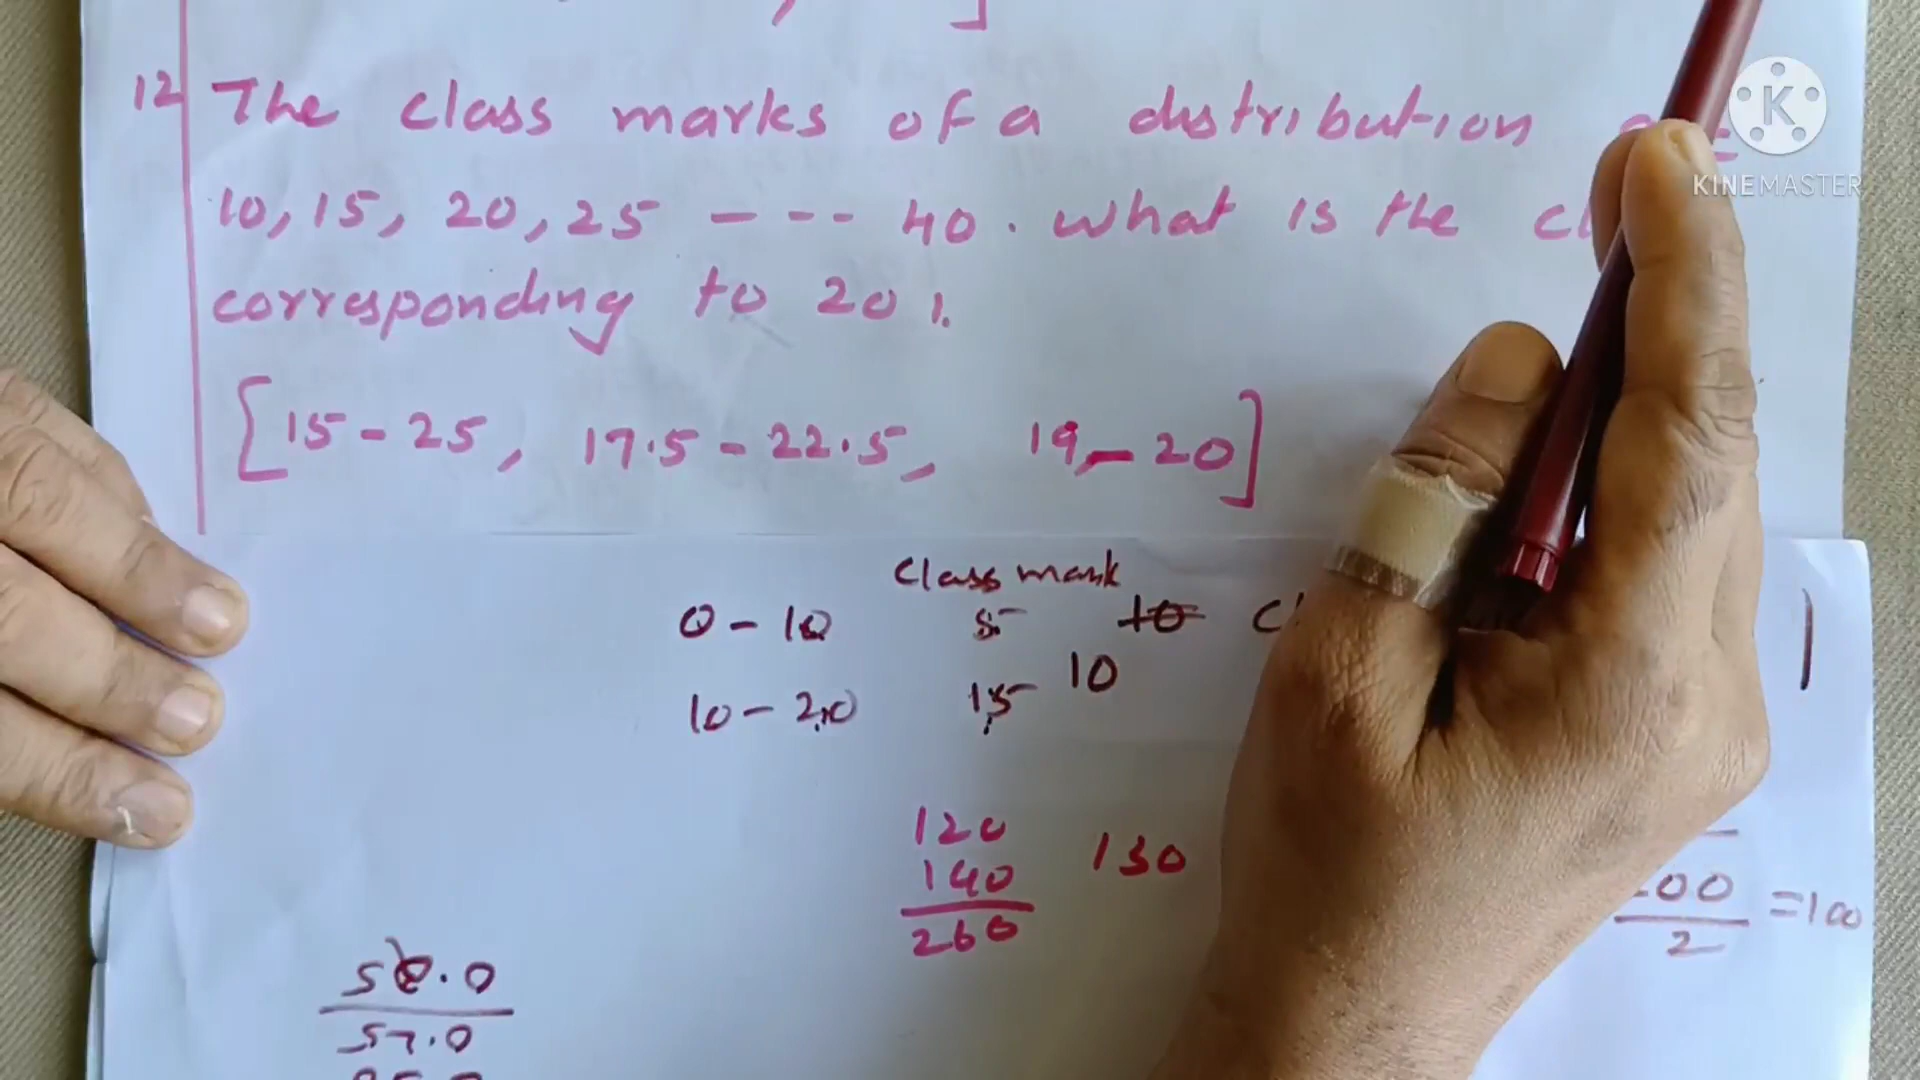 12 The class marks of a distribution
10, 15, 20, 25 - - -- 40. what is the
corresponding to 20 ?.
[15-25, 17.5-22.5, 19-20]
KINEMASTER
Class mark
0-10 5 10
10-20 15 10
120
140 130
260
=100
2
57.0